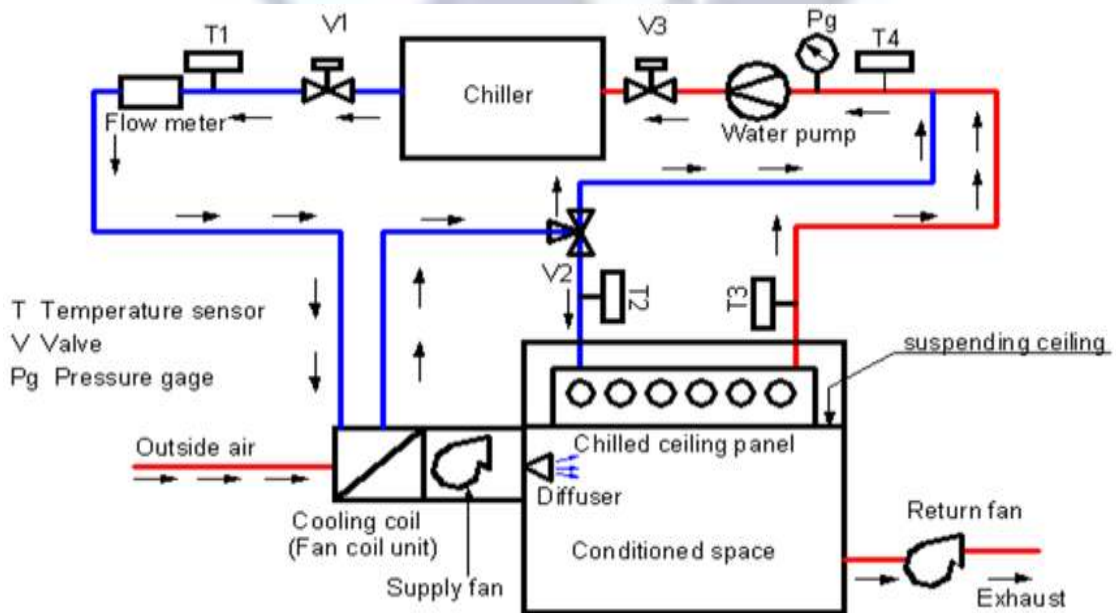 T1
V1
Chiller
V3
Pg
T4
Flow meter
Water pump
V2
T2
T3
T Temperature sensor
V Valve
Pg Pressure gage
suspending ceiling
Outside air
Chilled ceiling panel
Diffuser
Cooling coil
(Fan coil unit)
Supply fan
Conditioned space
Return fan
Exhaust